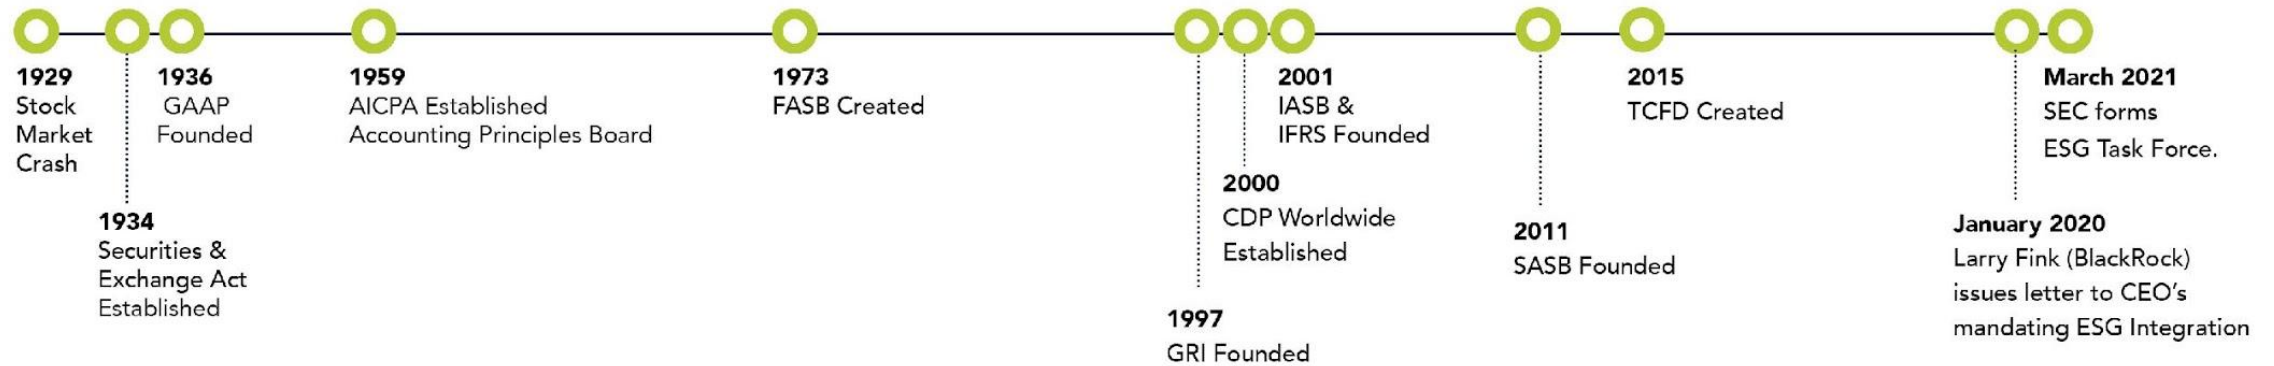 1929
Stock
Market
Crash
1934
Securities &
Exchange Act
Established
1936
GAAP
Founded
1959
AICPA Established
Accounting Principles Board
1973
FASB Created
1997
GRI Founded
2000
CDP Worldwide
Established
2001
IASB &
IFRS Founded
2011
SASB Founded
2015
TCFD Created
January 2020
Larry Fink (BlackRock)
issues letter to CEO's
mandating ESG Integration
March 2021
SEC forms
ESG Task Force.